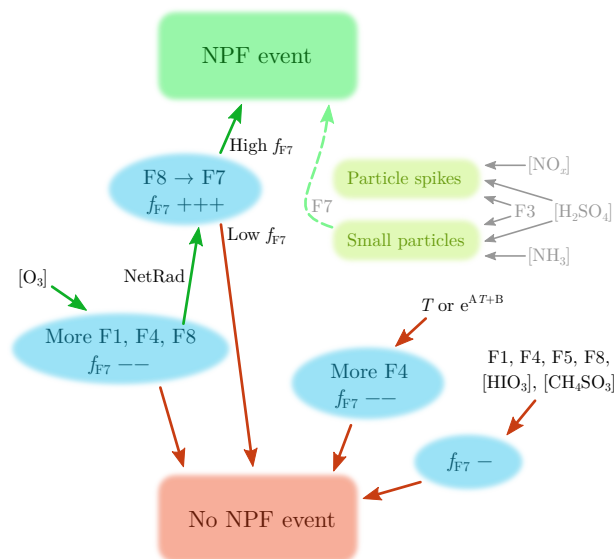 NPF event
High f_F7
F8 → F7
f_F7 +++
Particle spikes
[NO_x]
F7
F3
[H₂SO₄]
Low f_F7
Small particles
[NH₃]
[O₃]
NetRad
T or e^{AT+B}
More F1, F4, F8
f_F7 −−
F1, F4, F5, F8,
[HIO₃], [CH₄SO₃]
More F4
f_F7 −−
f_F7 −
No NPF event